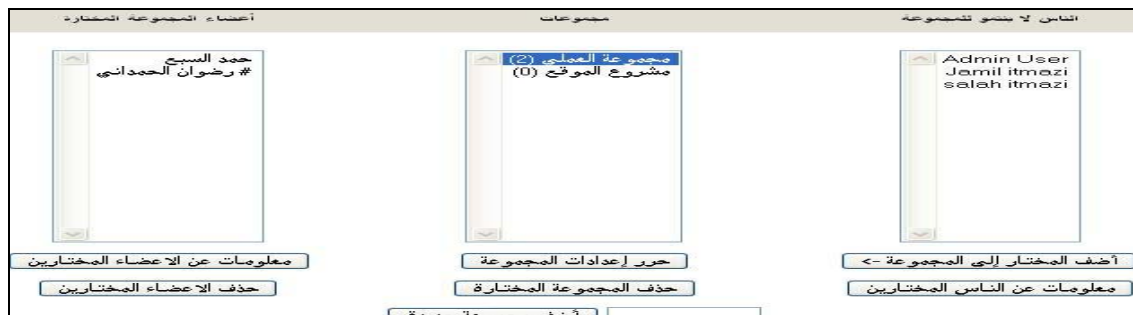 الناس لا ينتمو للمجموعة
مجموعات
أعضاء المجموعة المختارة
Admin User
Jamil itmazi
salah itmazi
مجموعة العملي (2)
مشروع الموقع (0)
حمد السبع
# رضوان الحمداني
أضف المختار إلى المجموعة ->
حرر إعدادات المجموعة
معلومات عن الاعضاء المختارين
معلومات عن الناس المختارين
حذف المجموعة المختارة
حذف الاعضاء المختارين